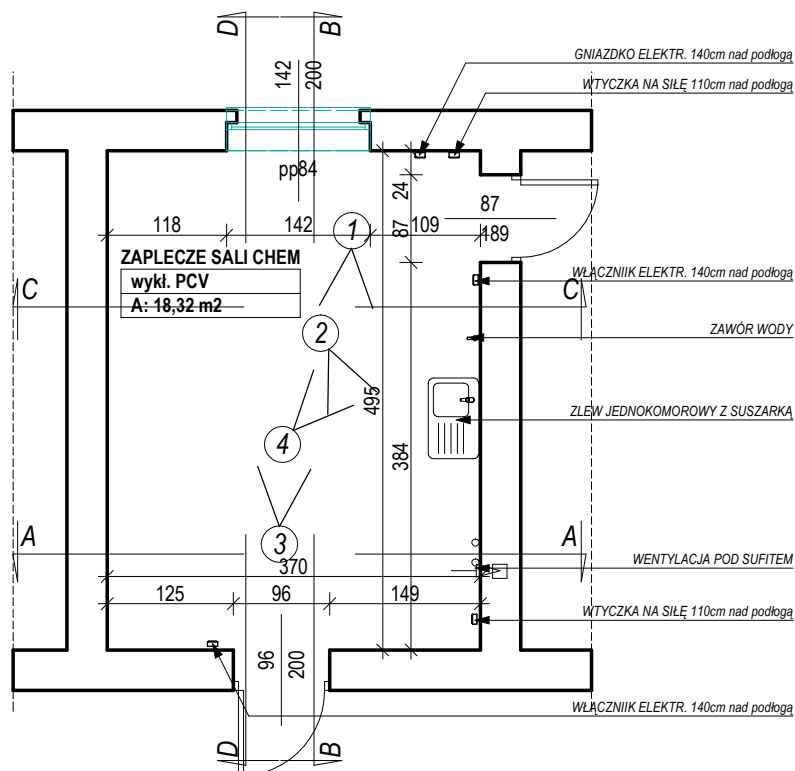 D
B
142
200
GNIAZDKO ELEKTR. 140cm nad podłogą
WTYCZKA NA SIŁĘ 110cm nad podłogą
pp84
24
87
118
142
1
109
87
189
ZAPLECZE SALI CHEM
wykł. PCV
A: 18,32 m2
WŁĄCZNIIK ELEKTR. 140cm nad podłogą
C
C
2
ZAWÓR WODY
495
ZLEW JEDNOKOMOROWY Z SUSZARKĄ
4
384
A
3
A
WENTYLACJA POD SUFITEM
370
125
96
149
WTYCZKA NA SIŁĘ 110cm nad podłogą
96
200
WŁĄCZNIIK ELEKTR. 140cm nad podłogą
D
B